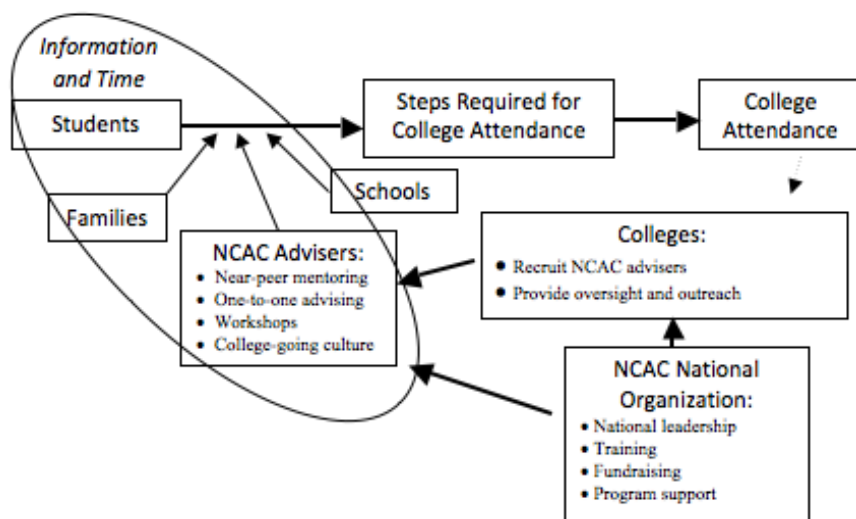 Information
and Time
Students
Steps Required for
College Attendance
College
Attendance
Families
Schools
NCAC Advisers:
• Near-peer mentoring
• One-to-one advising
• Workshops
• College-going culture
Colleges:
• Recruit NCAC advisers
• Provide oversight and outreach
NCAC National
Organization:
• National leadership
• Training
• Fundraising
• Program support